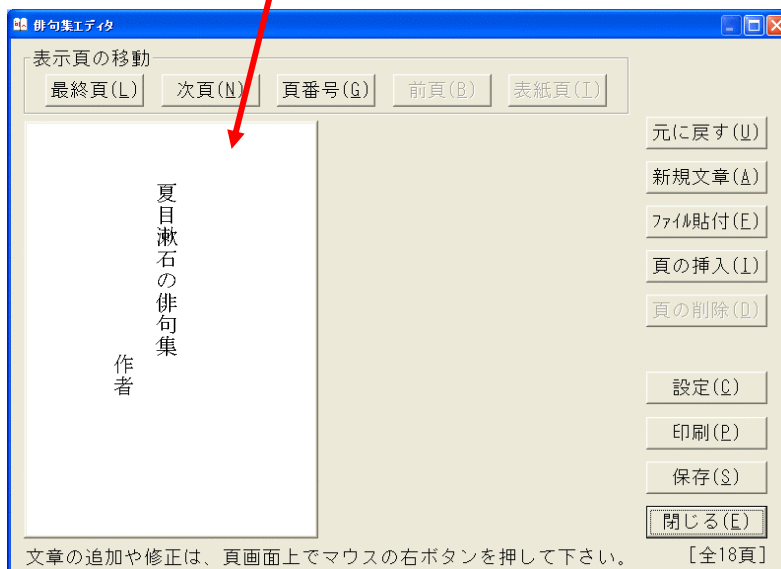 俳句集エディタ
表示頁の移動
最終頁(L) 次頁(N) 頁番号(G) 前頁(B) 表紙頁(I)
夏目漱石の俳句集
作者
元に戻す(U)
新規文章(A)
ファイル貼付(F)
頁の挿入(I)
頁の削除(D)
設定(C)
印刷(P)
保存(S)
閉じる(E)
文章の追加や修正は、頁画面上でマウスの右ボタンを押して下さい。 [全18頁]